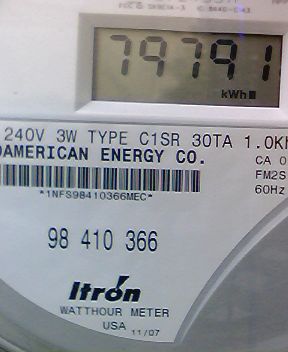 79791
kWh
240V 3W TYPE C1SR 30TA 1.0Kh
AMERICAN ENERGY CO.
CA 0
FM2S
60Hz
*1NFS98410366MEC*
98 410 366
Itron
WATTHOUR METER
USA 11/07